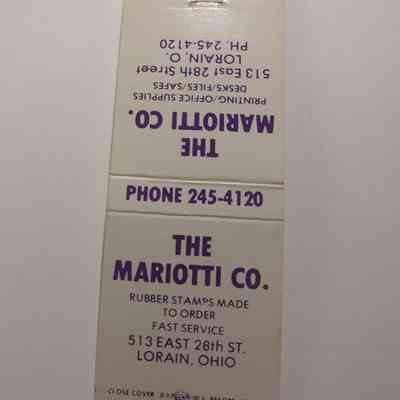 THE
MARIOTTI CO.
PRINTING/OFFICE SUPPLIES
DESKS/FILES/SAFES
513 East 28th Street
LORAIN, O.
PH. 245-4120
PHONE 245-4120
THE
MARIOTTI CO.
RUBBER STAMPS MADE
TO ORDER
FAST SERVICE
513 EAST 28th ST.
LORAIN, OHIO
CLOSE COVER